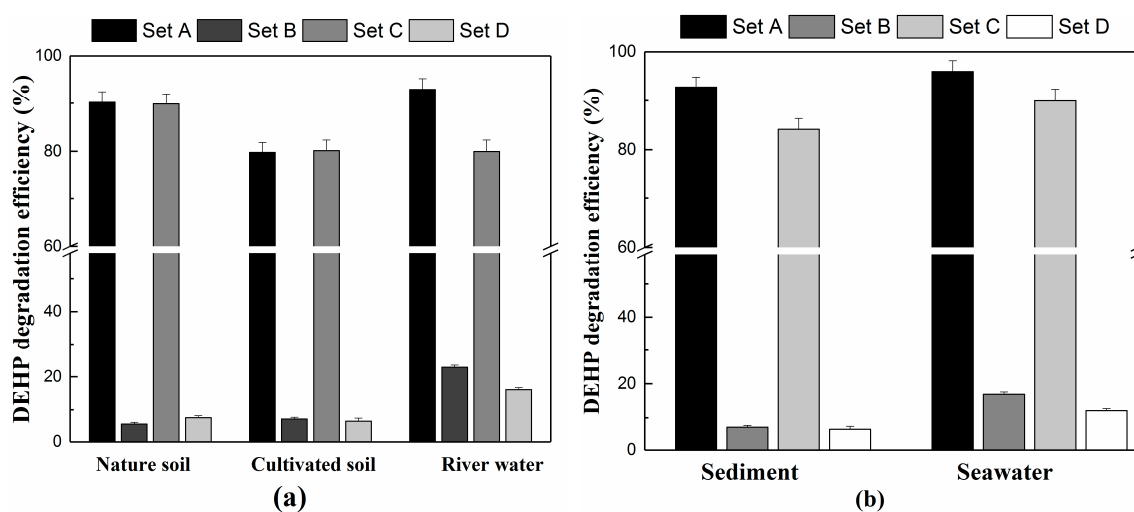 Set A Set B Set C Set D
DEHP degradation efficiency (%)
100
80
60
40
20
0
Nature soil Cultivated soil River water
(a)
Set A Set B Set C Set D
DEHP degradation efficiency (%)
100
80
60
40
20
0
Sediment Seawater
(b)